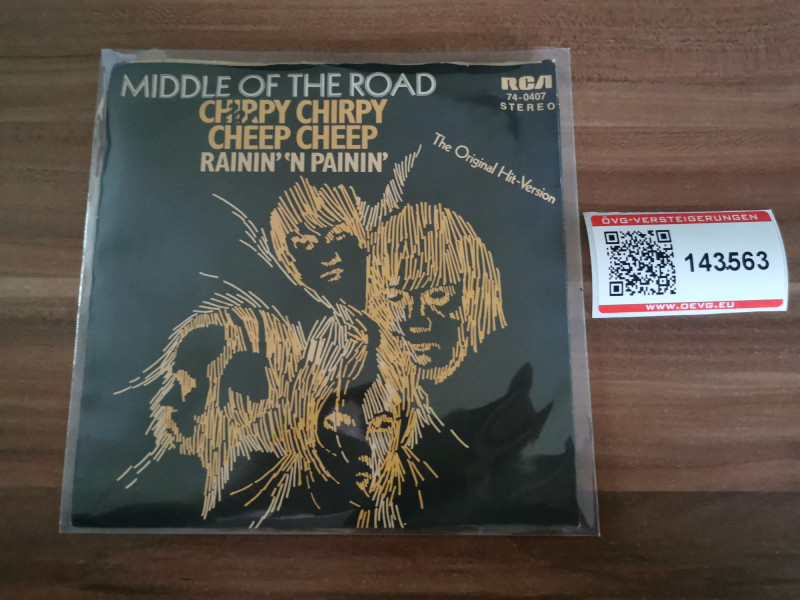 MIDDLE OF THE ROAD
CHIRPY CHIRPY
CHEEP CHEEP
RAININ' 'N PAININ'
RCA
74-0407
STEREO
The Original Hit-Version
ÖVG-VERSTEIGERUNGEN
143563
WWW.OEVG.EU